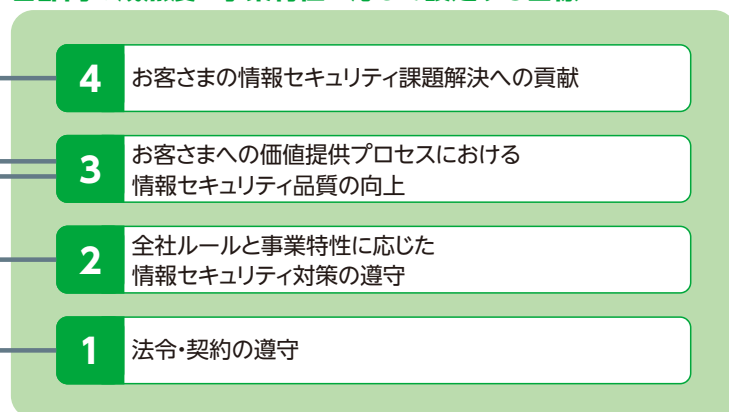 4
お客さまの情報セキュリティ課題解決への貢献
3
お客さまへの価値提供プロセスにおける
情報セキュリティ品質の向上
2
全社ルールと事業特性に応じた
情報セキュリティ対策の遵守
1
法令・契約の遵守